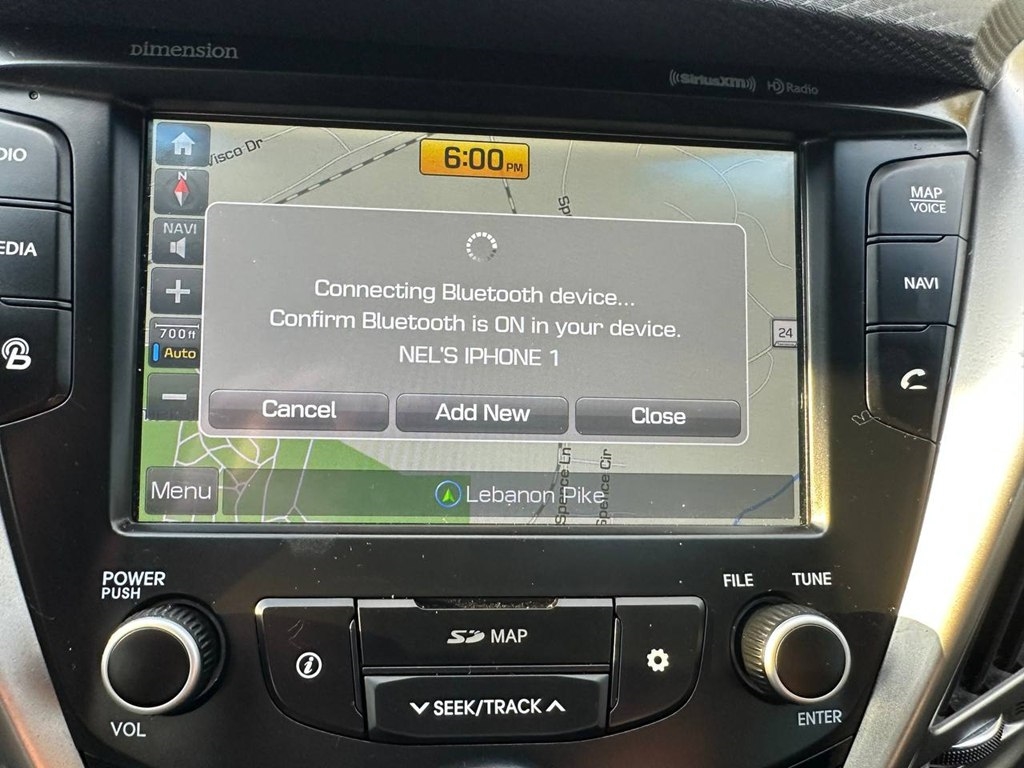 Dimension
SiriusXM
HD Radio
DIO
EDIA
Visco Dr
6:00 PM
NAVI
700ft
Auto
Connecting Bluetooth device...
Confirm Bluetooth is ON in your device.
NEL'S IPHONE 1
Cancel
Add New
Close
24
Menu
Lebanon Pike
Spence Ln
Spence Cir
MAP
VOICE
NAVI
POWER
PUSH
VOL
SD MAP
SEEK/TRACK
FILE
TUNE
ENTER